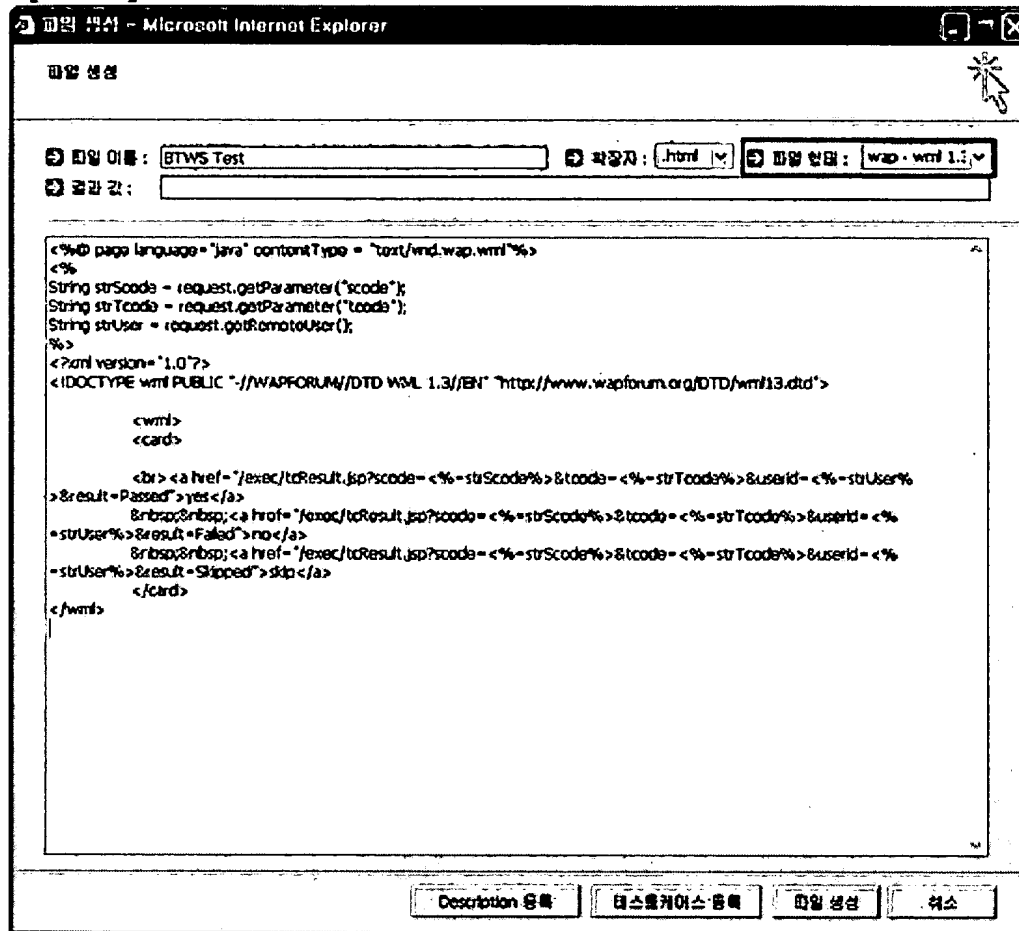 파일 생성 - Microsoft Internet Explorer
파일 생성
파일 이름 : BTWS Test 확장자 : .html 파일 형태 : wap - wml 1.3
결과 값 :
<%@ page language="java" contentType = "text/vnd.wap.wml"%>
<%
String strScode = request.getParameter("scode");
String strTcode = request.getParameter("tcode");
String strUser = request.getRemoteUser();
%>
<?xml version="1.0"?>
<!DOCTYPE wml PUBLIC "-//WAPFORUM//DTD WML 1.3//EN" "http://www.wapforum.org/DTD/wml13.dtd">
<wml>
<card>
<br><a href="/exec/tcResult.jsp?scode=<%=strScode%>&tcode=<%=strTcode%>&userid=<%=strUser%
>&result=Passed">yes</a>
&nbsp;&nbsp;<a href="/exec/tcResult.jsp?scode=<%=strScode%>&tcode=<%=strTcode%>&userid=<%
=strUser%>&result=Failed">no</a>
&nbsp;&nbsp;<a href="/exec/tcResult.jsp?scode=<%=strScode%>&tcode=<%=strTcode%>&userid=<%
=strUser%>&result=Skipped">skip</a>
</card>
</wml>
Description 등록 테스트케이스 등록 파일 생성 취소